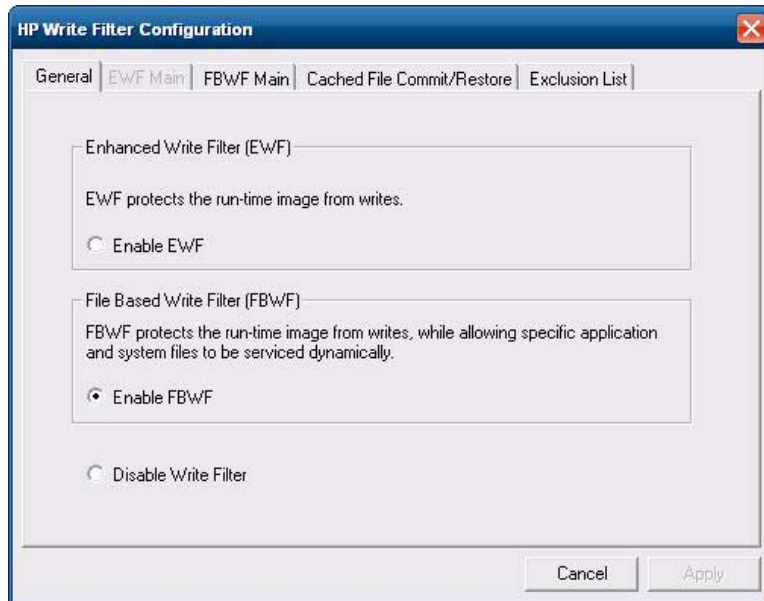 HP Write Filter Configuration
General EWF Main FBWF Main Cached File Commit/Restore Exclusion List
Enhanced Write Filter (EWF)
EWF protects the run-time image from writes.
Enable EWF
File Based Write Filter (FBWF)
FBWF protects the run-time image from writes, while allowing specific application
and system files to be serviced dynamically.
Enable FBWF
Disable Write Filter
Cancel Apply